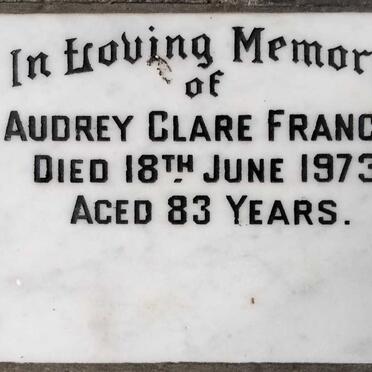 In Loving Memor
of
AUDREY CLARE FRANC
DIED 18TH JUNE 1973
AGED 83 YEARS.